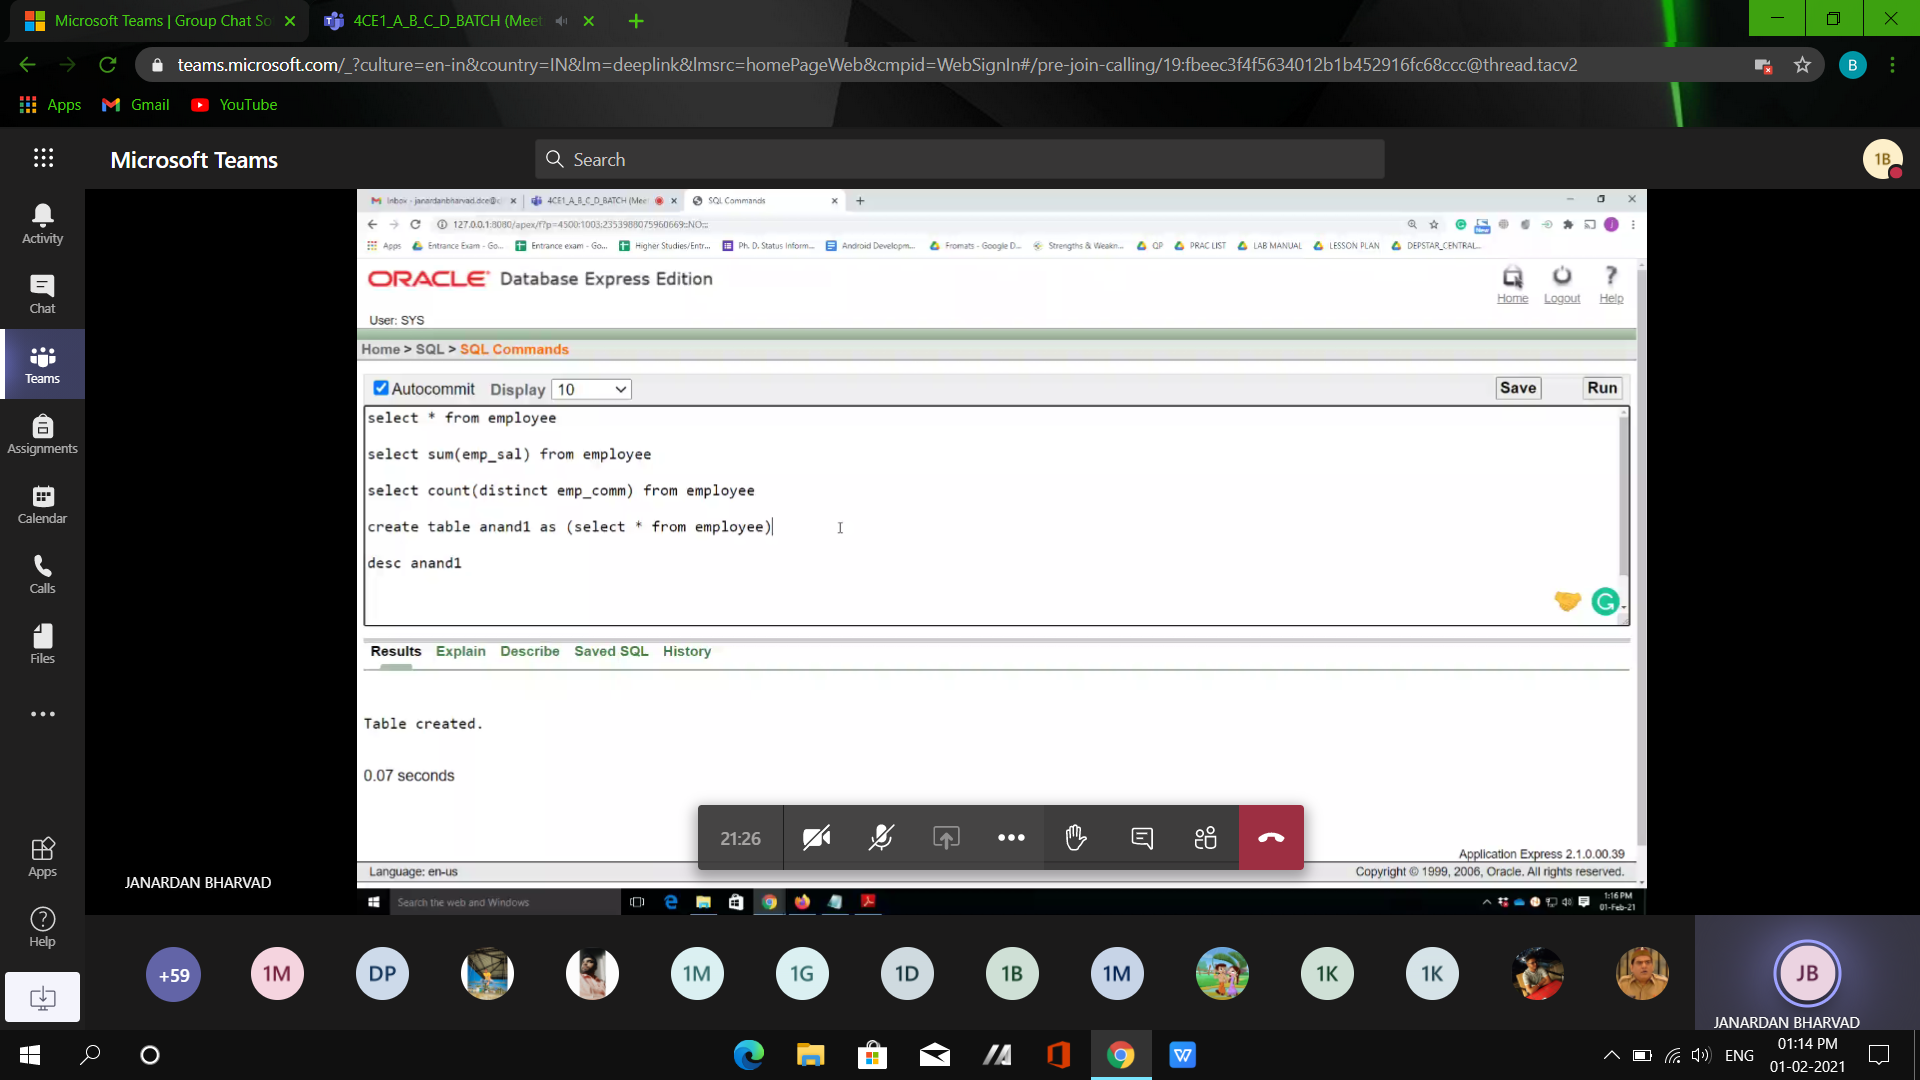 Microsoft Teams | Group Chat So
4CE1_A_B_C_D_BATCH (Meet
teams.microsoft.com/_?culture=en-in&country=IN&lm=deeplink&lmsrc=homePageWeb&cmpid=WebSignIn#/pre-join-calling/19:fbeec3f4f5634012b1b452916fc68ccc@thread.tacv2
B
Apps Gmail YouTube
Microsoft Teams
Search
1B
Activity
Chat
Teams
Assignments
Calendar
Calls
Files
Apps
Help
Inbox - janardanbharvad.dce@c
4CE1_A_B_C_D_BATCH (Mee
SQL Commands
127.0.0.1:8080/apex/f?p=4500:1003:2353988075960669::NO:::
Apps Entrance Exam - Go... Entrance exam - Go... Higher Studies/Entr... Ph. D. Status Inform... Android Developm... Fromats - Google D... Strengths & Weakn... QP PRAC LIST LAB MANUAL LESSON PLAN DEPSTAR_CENTRAL...
ORACLE Database Express Edition
Home Logout Help
User: SYS
Home > SQL > SQL Commands
Autocommit Display 10 Save Run
select * from employee
select sum(emp_sal) from employee
select count(distinct emp_comm) from employee
create table anand1 as (select * from employee)
desc anand1
Results Explain Describe Saved SQL History
Table created.
0.07 seconds
21:26
Application Express 2.1.0.00.39
Language: en-us
Copyright © 1999, 2006, Oracle. All rights reserved.
Search the web and Windows
1:16 PM
01-Feb-21
JANARDAN BHARVAD
+59 1M DP 1M 1G 1D 1B 1M 1K 1K JB
JANARDAN BHARVAD
ENG
01:14 PM
01-02-2021